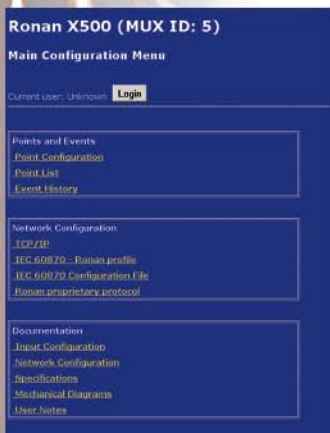 Ronan X500 (MUX ID: 5)
Main Configuration Menu
Current user: Unknown Login
Points and Events
Point Configuration
Point List
Event History
Network Configuration
TCP/IP
IEC 60870 - Ronan profile
IEC 60870 Configuration File
Ronan proprietary protocol
Documentation
Input Configuration
Network Configuration
Specifications
Mechanical Diagrams
User Notes